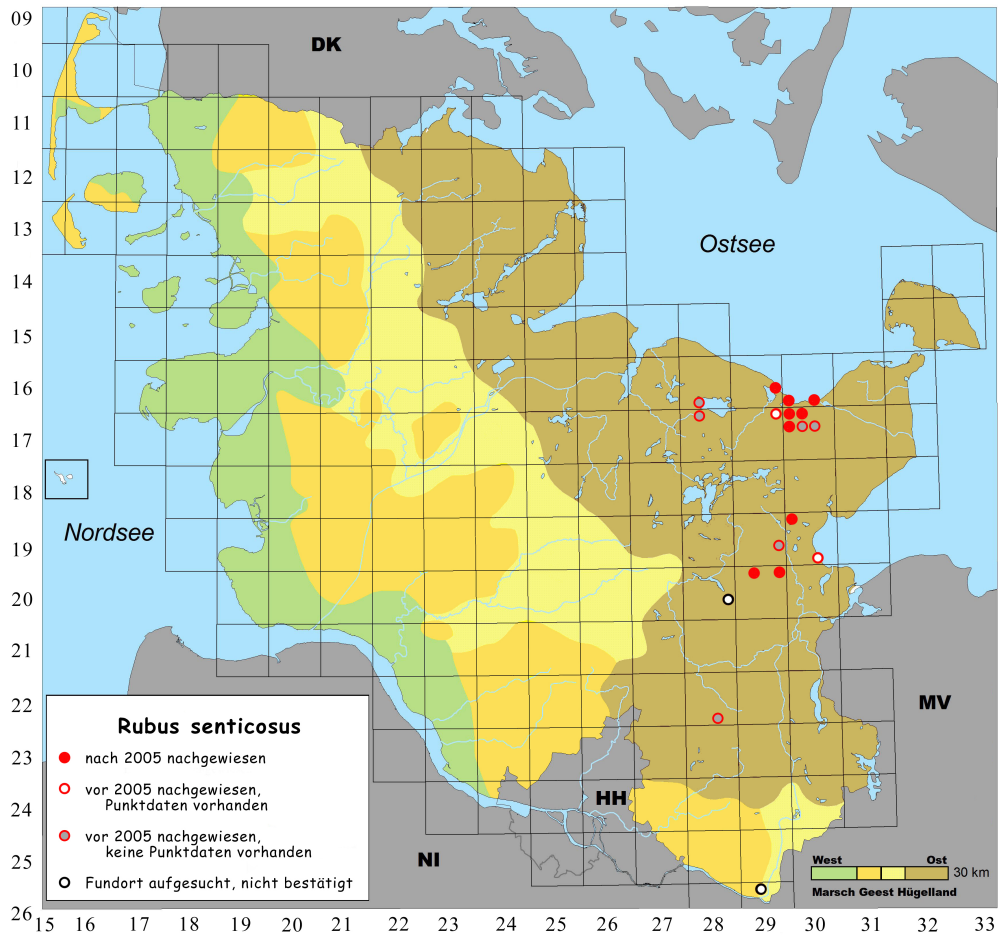 09
DK
10
11
12
13
Ostsee
14
15
16
17
18
Nordsee
19
20
21
22
MV
Rubus senticosus
nach 2005 nachgewiesen
23
vor 2005 nachgewiesen,
Punktdaten vorhanden
HH
24
vor 2005 nachgewiesen,
keine Punktdaten vorhanden
NI
25
West Ost
30 km
Marsch Geest Hügelland
Fundort aufgesucht, nicht bestätigt
26
15 16 17 18 19 20 21 22 23 24 25 26 27 28 29 30 31 32 33